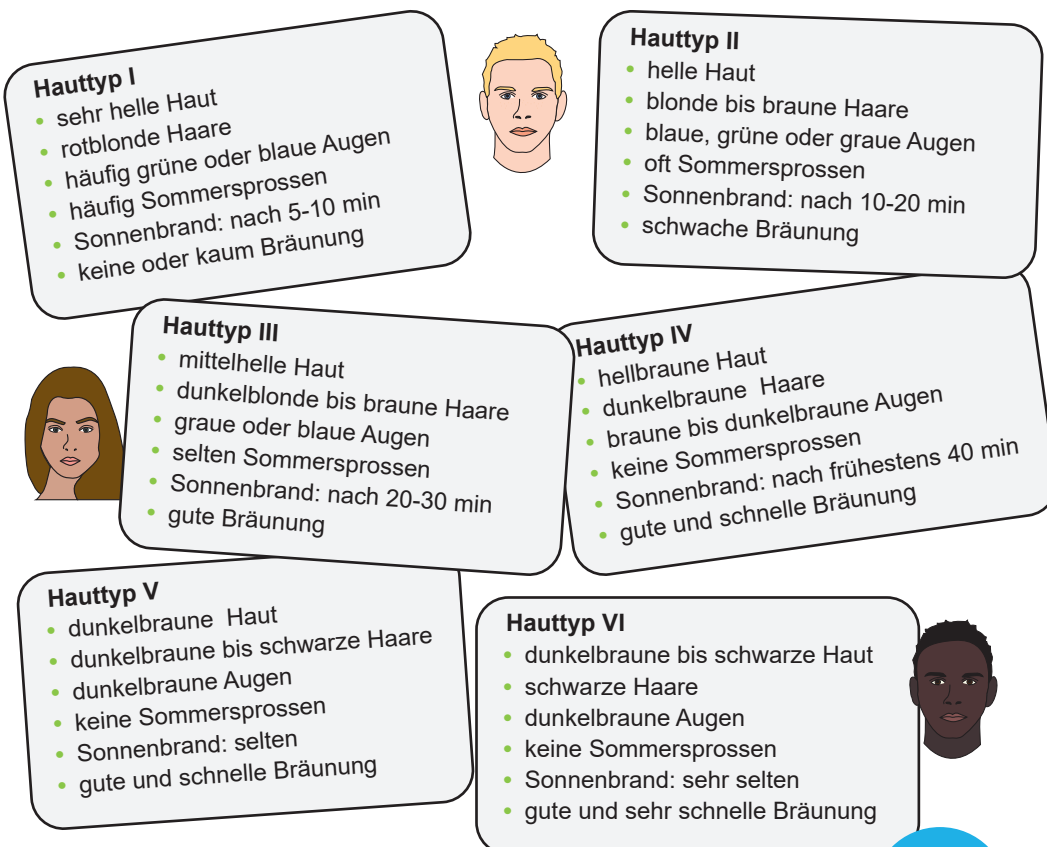 Hauttyp I
• sehr helle Haut
• rotblonde Haare
• häufig grüne oder blaue Augen
• häufig Sommersprossen
• Sonnenbrand: nach 5-10 min
• keine oder kaum Bräunung
Hauttyp II
• helle Haut
• blonde bis braune Haare
• blaue, grüne oder graue Augen
• oft Sommersprossen
• Sonnenbrand: nach 10-20 min
• schwache Bräunung
Hauttyp III
• mittelhelle Haut
• dunkelblonde bis braune Haare
• graue oder blaue Augen
• selten Sommersprossen
• Sonnenbrand: nach 20-30 min
• gute Bräunung
Hauttyp IV
• hellbraune Haut
• dunkelbraune Haare
• braune bis dunkelbraune Augen
• keine Sommersprossen
• Sonnenbrand: nach frühestens 40 min
• gute und schnelle Bräunung
Hauttyp V
• dunkelbraune Haut
• dunkelbraune bis schwarze Haare
• dunkelbraune Augen
• keine Sommersprossen
• Sonnenbrand: selten
• gute und schnelle Bräunung
Hauttyp VI
• dunkelbraune bis schwarze Haut
• schwarze Haare
• dunkelbraune Augen
• keine Sommersprossen
• Sonnenbrand: sehr selten
• gute und sehr schnelle Bräunung